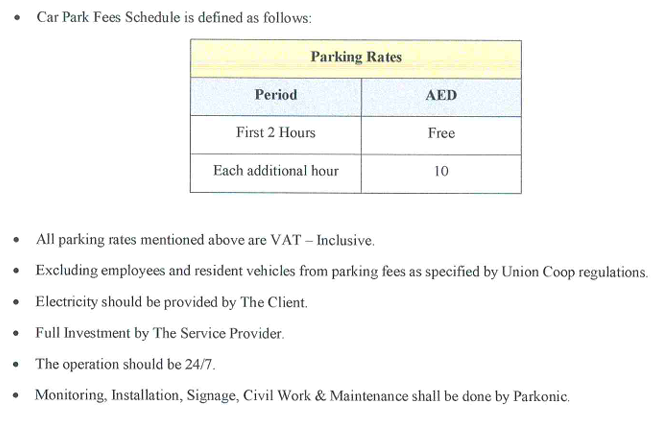 • Car Park Fees Schedule is defined as follows:
Parking Rates
Period AED
First 2 Hours Free
Each additional hour 10
• All parking rates mentioned above are VAT – Inclusive.
• Excluding employees and resident vehicles from parking fees as specified by Union Coop regulations.
• Electricity should be provided by The Client.
• Full Investment by The Service Provider.
• The operation should be 24/7.
• Monitoring, Installation, Signage, Civil Work & Maintenance shall be done by Parkonic.